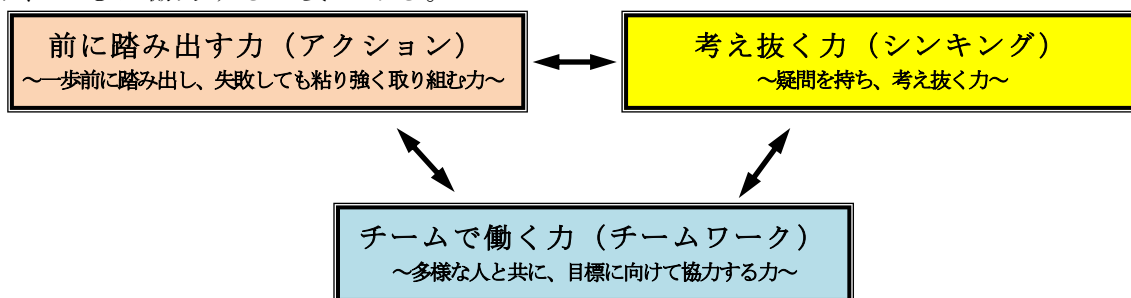 前に踏み出す力（アクション）
～一歩前に踏み出し、失敗しても粘り強く取り組む力～
考え抜く力（シンキング）
～疑問を持ち、考え抜く力～
チームで働く力（チームワーク）
～多様な人と共に、目標に向けて協力する力～